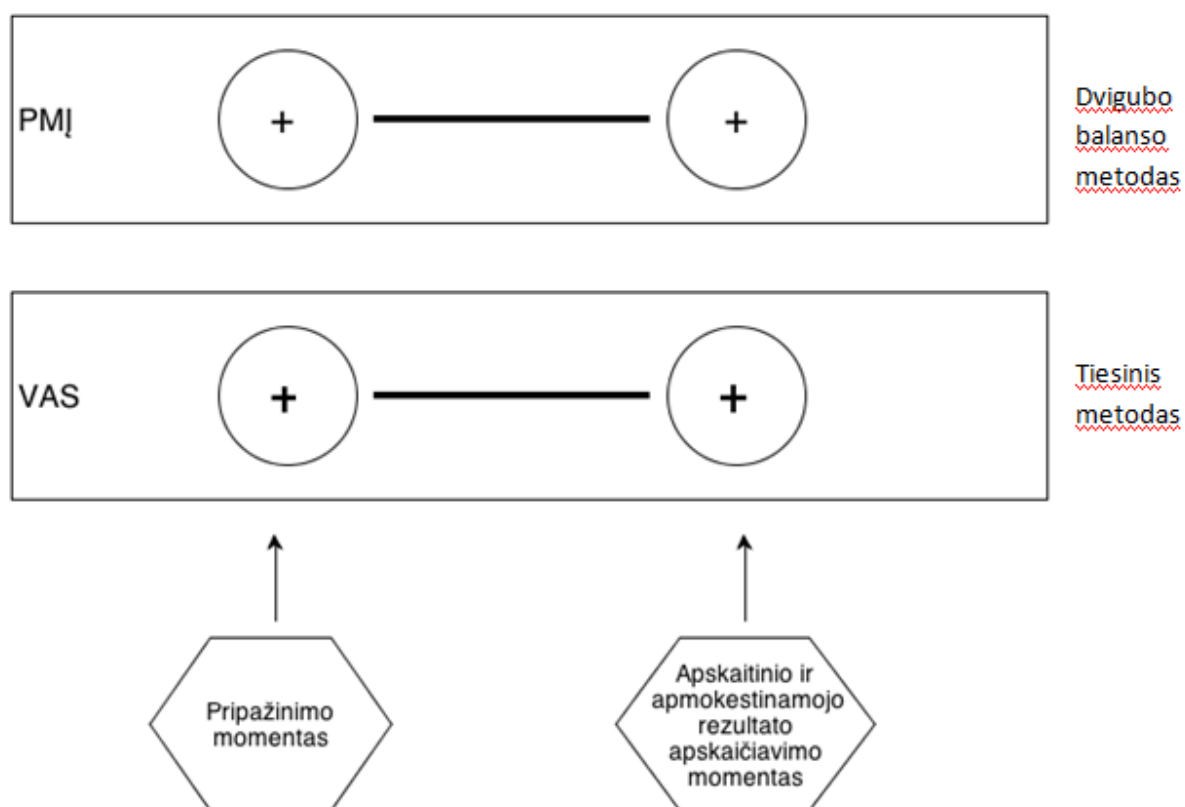 PMĮ
+
+
Dvigubo
balanso
metodas
VAS
+
+
Tiesinis
metodas
Pripažinimo
momentas
Apskaitinio ir
apmokestinamojo
rezultato
apskaičiavimo
momentas